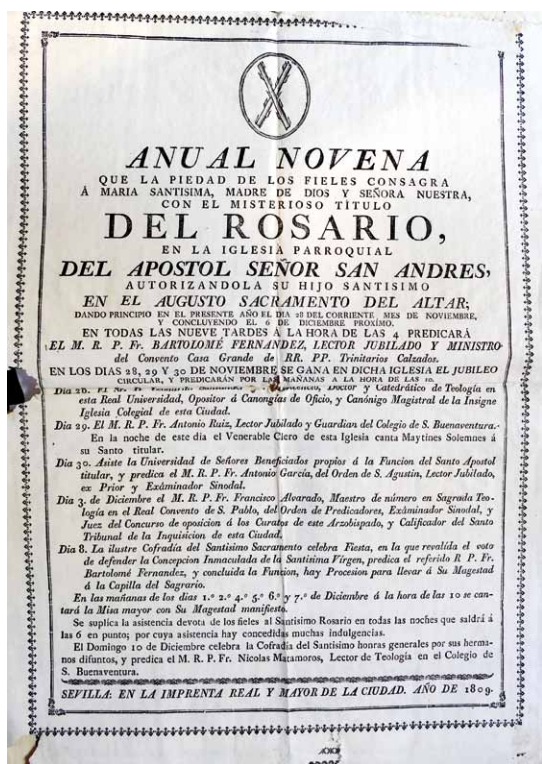 ANUAL NOVENA
QUE LA PIEDAD DE LOS FIELES CONSAGRA
Á MARIA SANTISIMA, MADRE DE DIOS Y SEÑORA NUESTRA,
CON EL MISTERIOSO TÍTULO
DEL ROSARIO,
EN LA IGLESIA PARROQUIAL
DEL APOSTOL SEÑOR SAN ANDRES,
AUTORIZANDOLA SU HIJO SANTISIMO
EN EL AUGUSTO SACRAMENTO DEL ALTAR;
DANDO PRINCIPIO EN EL PRESENTE AÑO EL DIA 28 DEL CORRIENTE MES DE NOVIEMBRE,
Y CONCLUYENDO EL 6 DE DICIEMBRE PROXÎMO.
EN TODAS LAS NUEVE TARDES Á LA HORA DE LAS 4 PREDICARÁ
EL M. R. P. Fr. BARTOLOMÉ FERNANDEZ, LECTOR JUBILADO Y MINISTRO
del Convento Casa Grande de RR. PP. Trinitarios Calzados.
EN LOS DIAS 28, 29 Y 30 DE NOVIEMBRE SE GANA EN DICHA IGLESIA EL JUBILEO
CIRCULAR, Y PREDICARÁN POR LAS MAÑANAS A LA HORA DE LAS 10.
Dia 28. El Doctor y Catedrático de Teología en
esta Real Universidad, Opositor á Canongías de Oficio, y Canónigo Magistral de la Insigne
Iglesia Colegial de esta Ciudad.
Dia 29. El M. R. P. Fr. Antonio Ruiz, Lector Jubilado y Guardian del Colegio de S. Buenaventura.
En la noche de este dia el Venerable Clero de esta Iglesia canta Maytines Solemnes á
su Santo titular.
Dia 30. Asiste la Universidad de Señores Beneficiados propios á la Funcion del Santo Apostol
titular, y predica el M. R. P. Fr. Antonio García, del Orden de S. Agustin, Lector Jubilado,
ex Prior y Exâminador Sinodal.
Dia 3. de Diciembre el M. R. P. Fr. Francisco Alvarado, Maestro de número en Sagrada Teo-
logía en el Real Convento de S. Pablo, del Orden de Predicadores, Exâminador Sinodal, y
Juez del Concurso de oposicion á los Curatos de este Arzobispado, y Calificador del Santo
Tribunal de la Inquisicion de esta Ciudad.
Dia 8. La ilustre Cofradía del Santisimo Sacramento celebra Fiesta, en la que revalída el voto
de defender la Concepcion Inmaculada de la Santísima Vírgen, predica el referido R P. Fr.
Bartolomé Fernandez, y concluida la Funcion, hay Procesion para llevar á Su Magestad
á la Capilla del Sagrario.
En las mañanas de los dias 1.º 2.º 4.º 5.º 6.º y 7.º de Diciembre á la hora de las 10 se can-
tará la Misa mayor con Su Magestad manifiesto.
Se suplica la asistencia devota de los fieles al Santisimo Rosario en todas las noches que saldrá á
las 6 en punto; por cuya asistencia hay concedidas muchas indulgencias.
El Domingo 10 de Diciembre celebra la Cofradía del Santisimo honras generales por sus herma-
nos difuntos, y predica el M. R. P. Fr. Nicolas Matamoros, Lector de Teología en el Colegio de
S. Buenaventura.
SEVILLA: EN LA IMPRENTA REAL Y MAYOR DE LA CIUDAD. AÑO DE 1809.